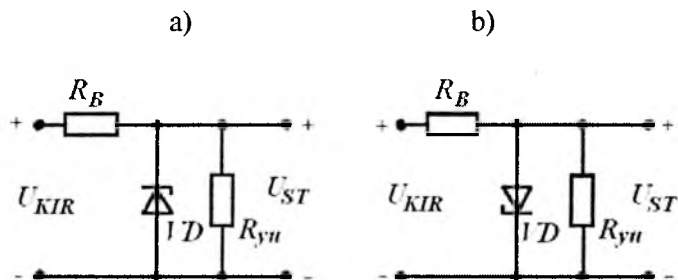 a) b)
R_B R_B
+ + + +
U_KIR VD R_yu U_ST U_KIR VD R_yu U_ST
- - - -